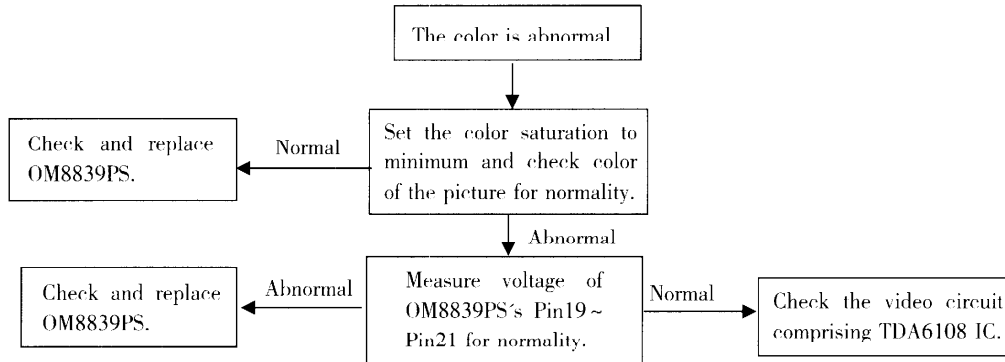 The color is abnormal
Set the color saturation to
minimum and check color
of the picture for normality.
Normal
Check and replace
OM8839PS.
Abnormal
Measure voltage of
OM8839PS´s Pin19~
Pin21 for normality.
Abnormal
Check and replace
OM8839PS.
Normal
Check the video circuit
comprising TDA6108 IC.